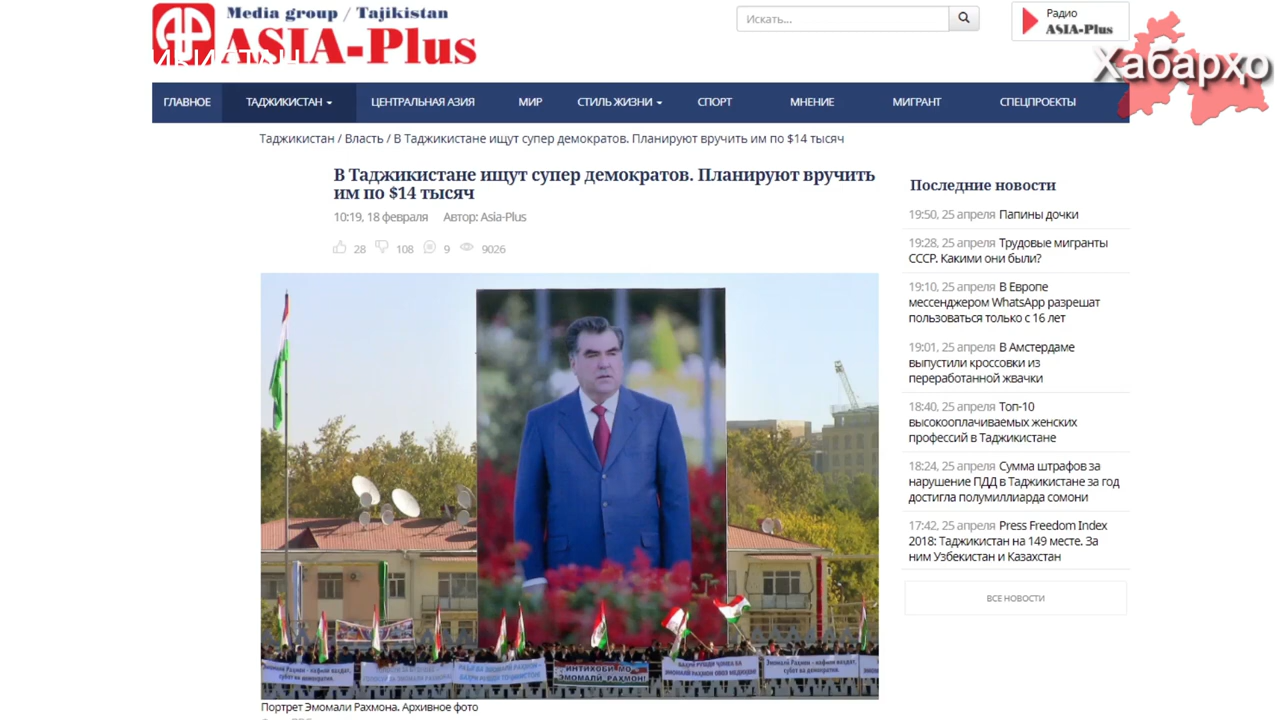 Media group / Tajikistan
ASIA-Plus
Искать...
Радио
ASIA-Plus
Хабарҳо
ГЛАВНОЕ
ТАДЖИКИСТАН
ЦЕНТРАЛЬНАЯ АЗИЯ
МИР
СТИЛЬ ЖИЗНИ
СПОРТ
МНЕНИЕ
МИГРАНТ
СПЕЦПРОЕКТЫ
Таджикистан / Власть / В Таджикистане ищут супер демократов. Планируют вручить им по $14 тысяч
В Таджикистане ищут супер демократов. Планируют вручить
им по $14 тысяч
10:19, 18 февраля Автор: Asia-Plus
28 108 9 9026
Последние новости
19:50, 25 апреля Папины дочки
19:28, 25 апреля Трудовые мигранты
СССР. Какими они были?
19:10, 25 апреля В Европе
мессенджером WhatsApp разрешат
пользоваться только с 16 лет
19:01, 25 апреля В Амстердаме
выпустили кроссовки из
переработанной жвачки
18:40, 25 апреля Топ-10
высокооплачиваемых женских
профессий в Таджикистане
18:24, 25 апреля Сумма штрафов за
нарушение ПДД в Таджикистане за год
достигла полумиллиарда сомони
17:42, 25 апреля Press Freedom Index
2018: Таджикистан на 149 месте. За
ним Узбекистан и Казахстан
ВСЕ НОВОСТИ
ИНТИХОБИ МО
ЭМОМАЛӢ РАҲМОН!
Портрет Эмомали Рахмона. Архивное фото